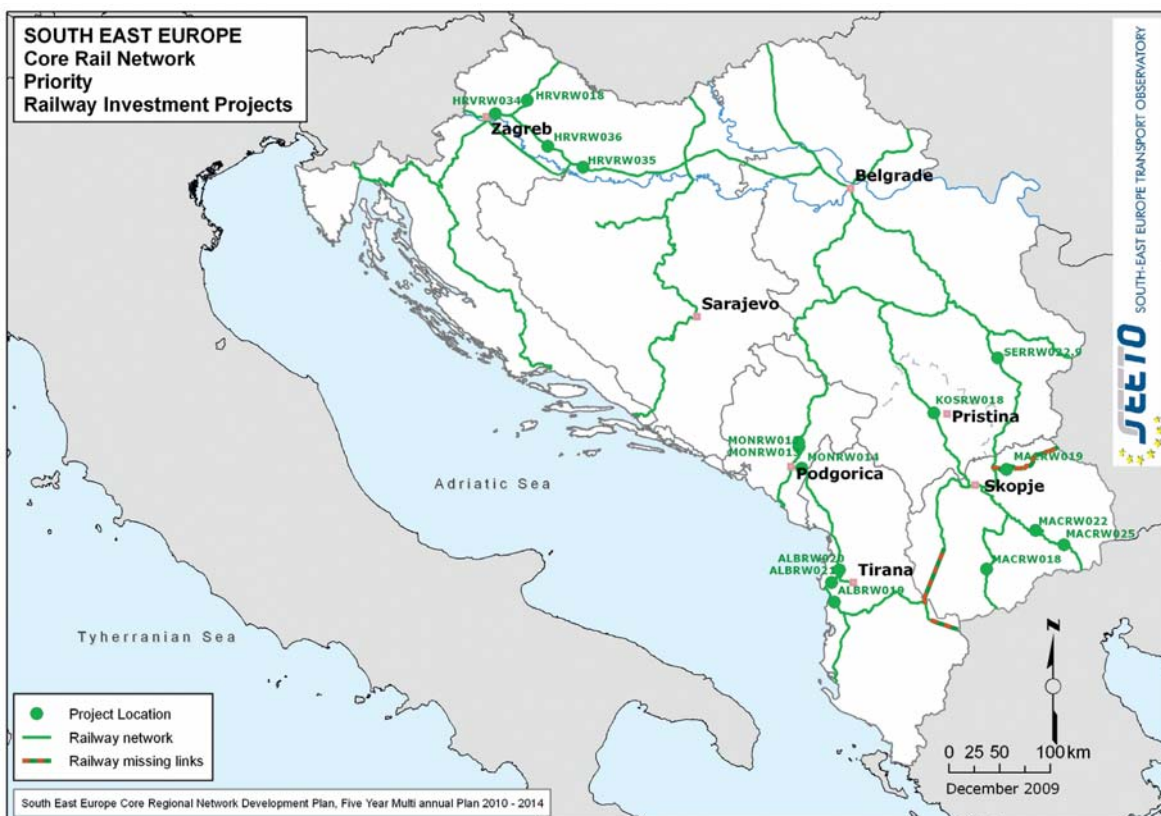 SOUTH EAST EUROPE
Core Rail Network
Priority
Railway Investment Projects
SOUTH-EAST EUROPE TRANSPORT OBSERVATORY
SEETO
HRVRW034
HRVRW018
Zagreb
HRVRW036
HRVRW035
Belgrade
Sarajevo
SERRW022,9
KOSRW018
Pristina
MONRW013
MONRW014
Podgorica
MACRW019
Skopje
Adriatic Sea
MACRW022
MACRW025
ALBRW020
ALBRW021
Tirana
MACRW018
ALBRW019
Tyherranian Sea
Project Location
Railway network
Railway missing links
z
0 25 50 100 km
December 2009
South East Europe Core Regional Network Development Plan, Five Year Multi annual Plan 2010 - 2014